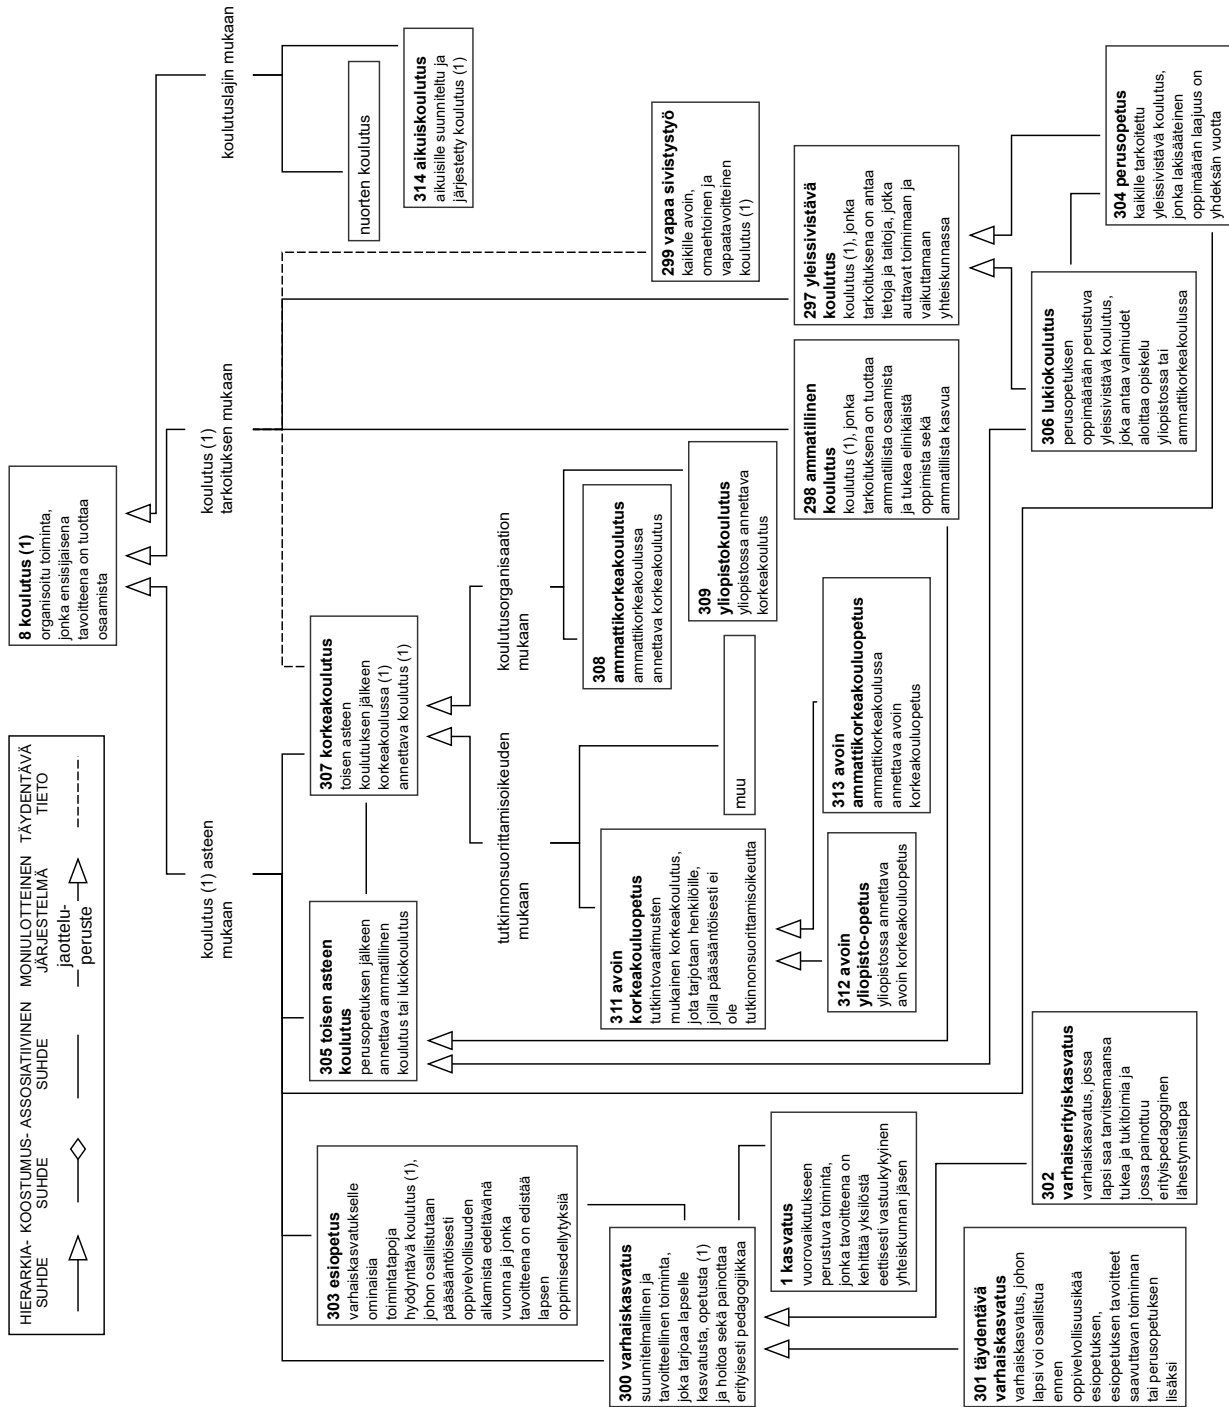 HIERARKIA-
SUHDE
KOOSTUMUS-
SUHDE
ASSOSIATIIVINEN
SUHDE
MONIULOTTEINEN
JÄRJESTELMÄ
jaottelu-
peruste
TÄYDENTÄVÄ
TIETO
8 koulutus (1)
organisoitu toiminta,
jonka ensisijaisena
tavoitteena on tuottaa
osaamista
koulutus (1) asteen
mukaan
koulutus (1)
tarkoituksen mukaan
koulutuslajin mukaan
303 esiopetus
varhaiskasvatukselle
ominaisia
toimintatapoja
hyödyntävä koulutus (1),
johon osallistutaan
pääsääntöisesti
oppivelvollisuuden
alkamista edeltävänä
vuonna ja jonka
tavoitteena on edistää
lapsen
oppimisedellytyksiä
305 toisen asteen
koulutus
perusopetuksen jälkeen
annettava ammatillinen
koulutus tai lukiokoulutus
307 korkeakoulutus
toisen asteen
koulutuksen jälkeen
korkeakoulussa (1)
annettava koulutus (1)
nuorten koulutus
314 aikuiskoulutus
aikuisille suunniteltu ja
järjestetty koulutus (1)
tutkinnonsuorittamisoikeuden
mukaan
koulutusorganisaation
mukaan
300 varhaiskasvatus
suunnitelmallinen ja
tavoitteellinen toiminta,
joka tarjoaa lapselle
kasvatusta, opetusta (1)
ja hoitoa sekä painottaa
erityisesti pedagogiikkaa
311 avoin
korkeakouluopetus
tutkintovaatimusten
mukainen korkeakoulutus,
jota tarjotaan henkilöille,
joilla pääsääntöisesti ei
ole
tutkinnonsuorittamisoikeutta
muu
308
ammattikorkeakoulutus
ammattikorkeakoulussa
annettava korkeakoulutus
309
yliopistokoulutus
yliopistossa annettava
korkeakoulutus
299 vapaa sivistystyö
kaikille avoin,
omaehtoinen ja
vapaatavoitteinen
koulutus (1)
1 kasvatus
vuorovaikutukseen
perustuva toiminta,
jonka tavoitteena on
kehittää yksilöstä
eettisesti vastuukykyinen
yhteiskunnan jäsen
312 avoin
yliopisto-opetus
yliopistossa annettava
avoin korkeakouluopetus
313 avoin
ammattikorkeakouluopetus
ammattikorkeakoulussa
annettava avoin
korkeakouluopetus
298 ammatillinen
koulutus
koulutus (1), jonka
tarkoituksena on tuottaa
ammatillista osaamista
ja tukea elinikäistä
oppimista sekä
ammatillista kasvua
297 yleissivistävä
koulutus
koulutus (1), jonka
tarkoituksena on antaa
tietoja ja taitoja, jotka
auttavat toimimaan ja
vaikuttamaan
yhteiskunnassa
301 täydentävä
varhaiskasvatus
varhaiskasvatus, johon
lapsi voi osallistua
ennen
oppivelvollisuusikää
esiopetuksen,
esiopetuksen tavoitteet
saavuttavan toiminnan
tai perusopetuksen
lisäksi
302
varhaiserityiskasvatus
varhaiskasvatus, jossa
lapsi saa tarvitsemaansa
tukea ja tukitoimia ja
jossa painottuu
erityispedagoginen
lähestymistapa
306 lukiokoulutus
perusopetuksen
oppimäärään perustuva
yleissivistävä koulutus,
joka antaa valmiudet
aloittaa opiskelu
yliopistossa tai
ammattikorkeakoulussa
304 perusopetus
kaikille tarkoitettu
yleissivistävä koulutus,
jonka lakisääteinen
oppimäärän laajuus on
yhdeksän vuotta